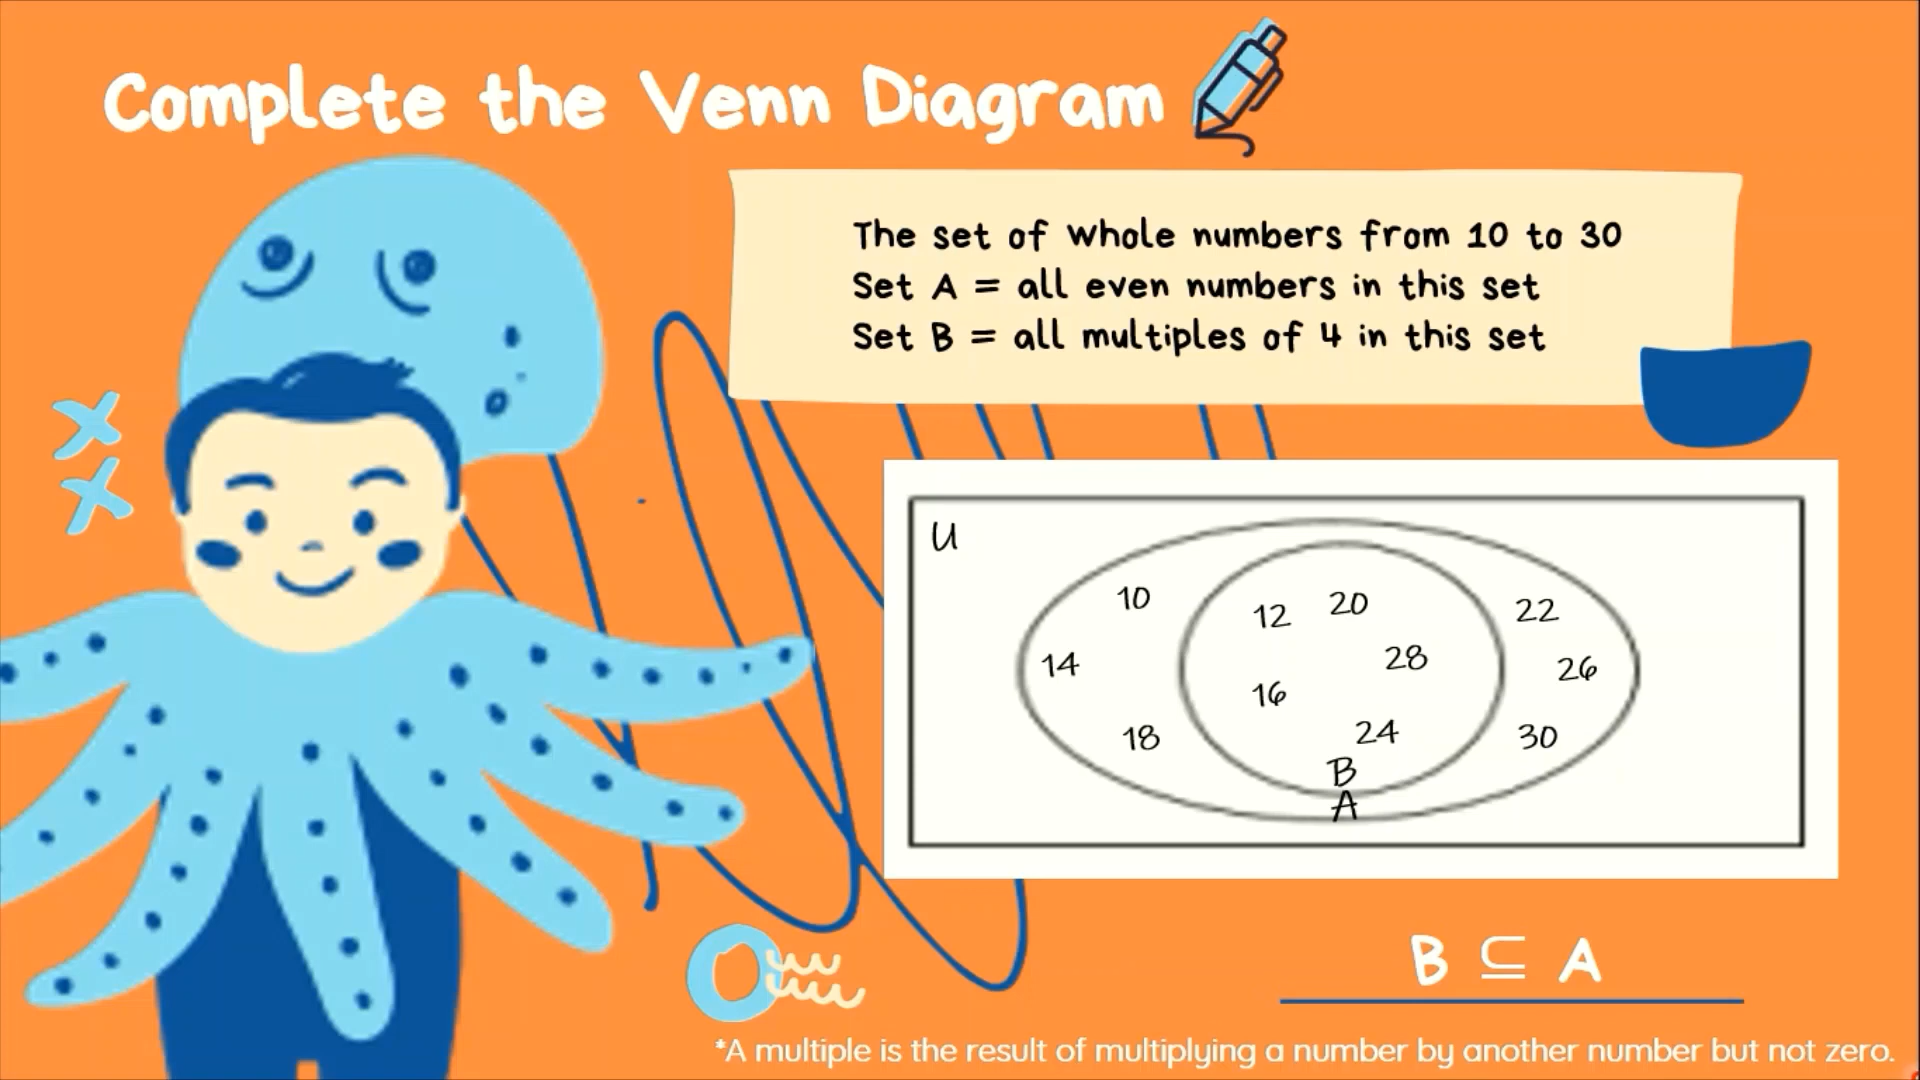 Complete the Venn Diagram
The set of whole numbers from 10 to 30
Set A = all even numbers in this set
Set B = all multiples of 4 in this set
U
10 12 20 22
14 28 26
16
18 24 30
B
A
B ⊆ A
*A multiple is the result of multiplying a number by another number but not zero.